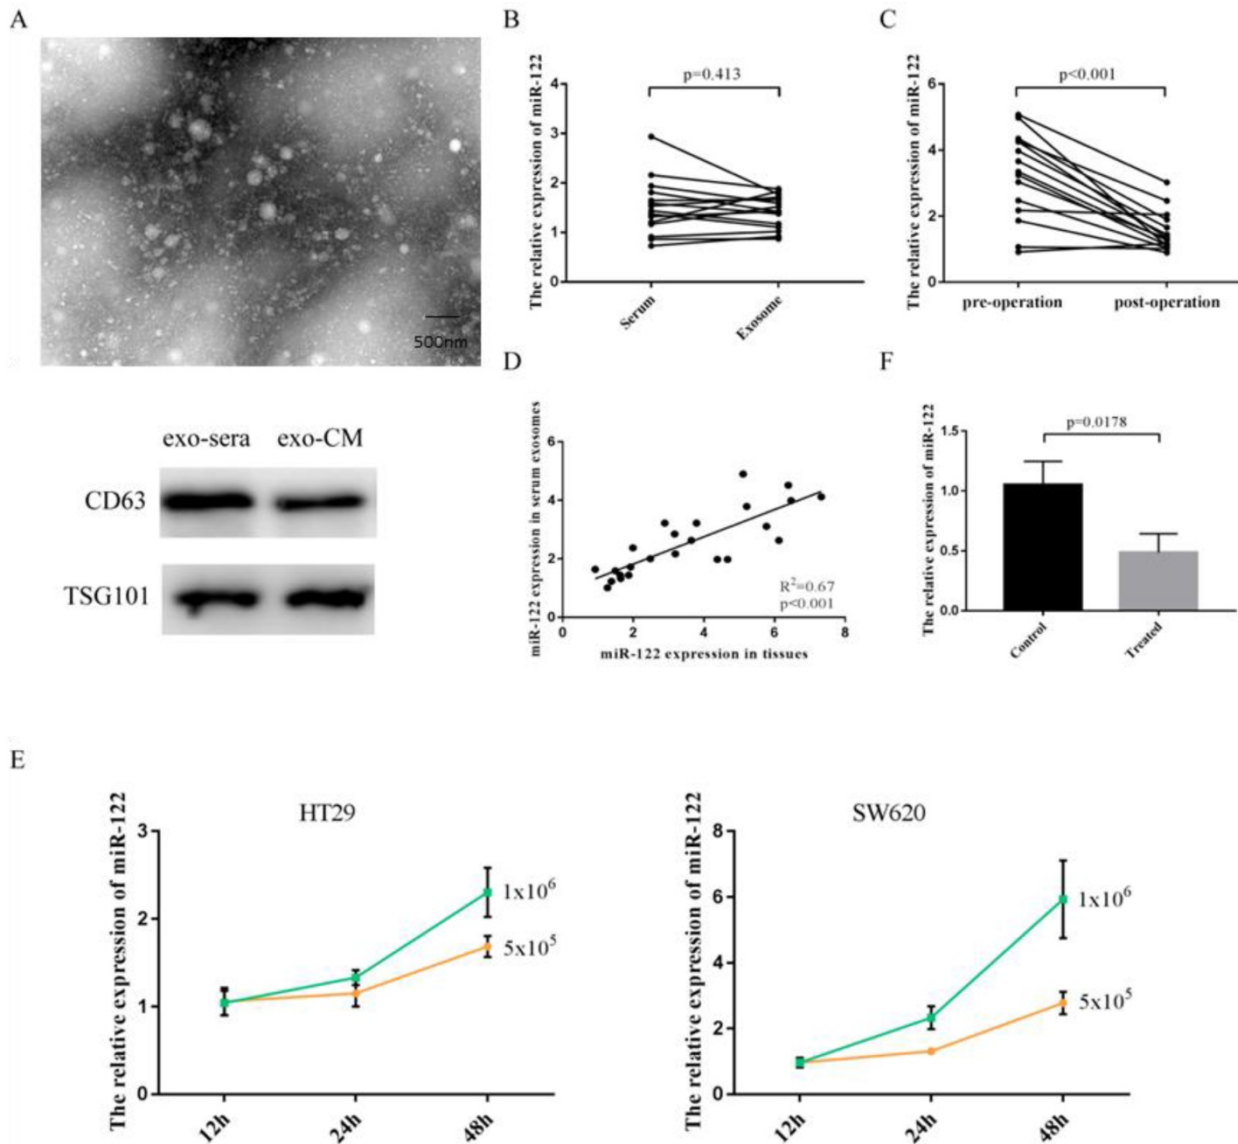 A
500nm
exo-sera exo-CM
CD63
TSG101
B
The relative expression of miR-122
p=0.413
4
3
2
1
0
Serum
Exosome
C
The relative expression of miR-122
p<0.001
6
4
2
0
pre-operation post-operation
D
miR-122 expression in serum exosomes
6
4
2
0
R²=0.67
p<0.001
0 2 4 6 8
miR-122 expression in tissues
F
The relative expression of miR-122
p=0.0178
1.5
1.0
0.5
0.0
Control
Treated
E
HT29
The relative expression of miR-122
3
2
1
0
1x10⁶
5x10⁵
12h
24h
48h
SW620
The relative expression of miR-122
8
6
4
2
0
1x10⁶
5x10⁵
12h
24h
48h